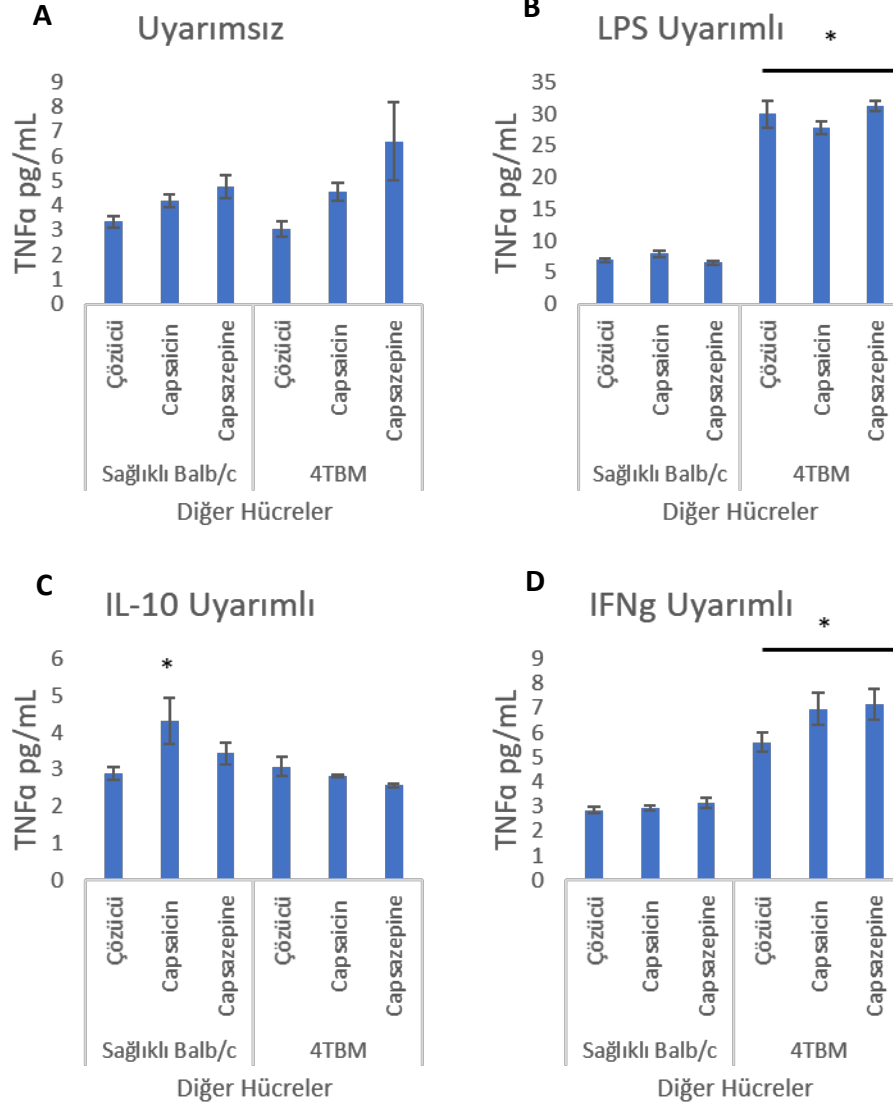 A
Uyarımsız
TNFα pg/mL
9
8
7
6
5
4
3
2
1
0
Çözücü
Capsaicin
Capsazepine
Çözücü
Capsaicin
Capsazepine
Sağlıklı Balb/c
4TBM
Diğer Hücreler
B
LPS Uyarımlı
*
TNFα pg/mL
35
30
25
20
15
10
5
0
Çözücü
Capsaicin
Capsazepine
Çözücü
Capsaicin
Capsazepine
Sağlıklı Balb/c
4TBM
Diğer Hücreler
C
IL-10 Uyarımlı
*
TNFα pg/mL
6
5
4
3
2
1
0
Çözücü
Capsaicin
Capsazepine
Çözücü
Capsaicin
Capsazepine
Sağlıklı Balb/c
4TBM
Diğer Hücreler
D
IFNg Uyarımlı
*
TNFα pg/mL
9
8
7
6
5
4
3
2
1
0
Çözücü
Capsaicin
Capsazepine
Çözücü
Capsaicin
Capsazepine
Sağlıklı Balb/c
4TBM
Diğer Hücreler